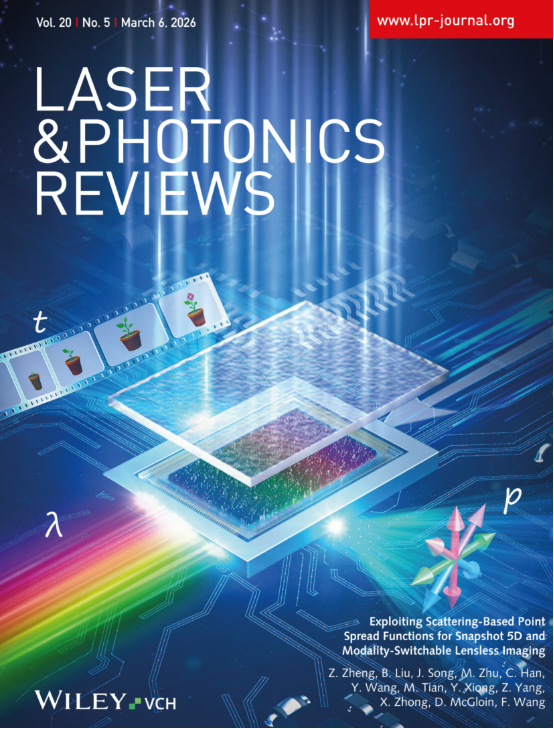 Vol. 20 | No. 5 | March 6, 2026
www.lpr-journal.org
LASER
& PHOTONICS
REVIEWS
t
λ
p
Exploiting Scattering-Based Point
Spread Functions for Snapshot 5D and
Modality-Switchable Lensless Imaging
Z. Zheng, B. Liu, J. Song, M. Zhu, C. Han,
Y. Wang, M. Tian, Y. Xiong, Z. Yang,
X. Zhong, D. McGloin, F. Wang
WILEY-VCH